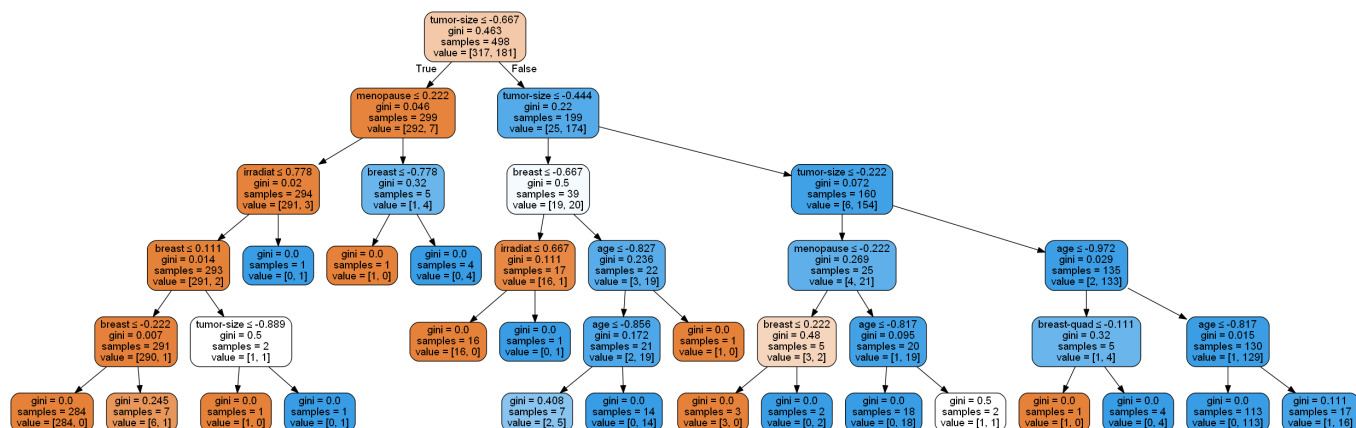 tumor-size ≤ -0.667
gini = 0.463
samples = 498
value = [317, 181]
True
False
menopause ≤ 0.222
gini = 0.046
samples = 299
value = [292, 7]
tumor-size ≤ -0.444
gini = 0.22
samples = 199
value = [25, 174]
irradiat ≤ 0.778
gini = 0.02
samples = 294
value = [291, 3]
breast ≤ -0.778
gini = 0.32
samples = 5
value = [1, 4]
breast ≤ -0.667
gini = 0.5
samples = 39
value = [19, 20]
tumor-size ≤ -0.222
gini = 0.072
samples = 160
value = [6, 154]
breast ≤ 0.111
gini = 0.014
samples = 293
value = [291, 2]
gini = 0.0
samples = 1
value = [0, 1]
gini = 0.0
samples = 1
value = [1, 0]
gini = 0.0
samples = 4
value = [0, 4]
irradiat ≤ 0.667
gini = 0.111
samples = 17
value = [16, 1]
age ≤ -0.827
gini = 0.236
samples = 22
value = [3, 19]
menopause ≤ -0.222
gini = 0.269
samples = 25
value = [4, 21]
age ≤ -0.972
gini = 0.029
samples = 135
value = [2, 133]
breast ≤ -0.222
gini = 0.007
samples = 291
value = [290, 1]
tumor-size ≤ -0.889
gini = 0.5
samples = 2
value = [1, 1]
gini = 0.0
samples = 16
value = [16, 0]
gini = 0.0
samples = 1
value = [0, 1]
age ≤ -0.856
gini = 0.172
samples = 21
value = [2, 19]
gini = 0.0
samples = 1
value = [1, 0]
breast ≤ 0.222
gini = 0.48
samples = 5
value = [3, 2]
age ≤ -0.817
gini = 0.095
samples = 20
value = [1, 19]
breast-quad ≤ -0.111
gini = 0.32
samples = 5
value = [1, 4]
age ≤ -0.817
gini = 0.015
samples = 130
value = [1, 129]
gini = 0.0
samples = 284
value = [284, 0]
gini = 0.245
samples = 7
value = [6, 1]
gini = 0.0
samples = 1
value = [1, 0]
gini = 0.0
samples = 1
value = [0, 1]
gini = 0.408
samples = 7
value = [2, 5]
gini = 0.0
samples = 14
value = [0, 14]
gini = 0.0
samples = 3
value = [3, 0]
gini = 0.0
samples = 2
value = [0, 2]
gini = 0.0
samples = 18
value = [0, 18]
gini = 0.5
samples = 2
value = [1, 1]
gini = 0.0
samples = 1
value = [1, 0]
gini = 0.0
samples = 4
value = [0, 4]
gini = 0.0
samples = 113
value = [0, 113]
gini = 0.111
samples = 17
value = [1, 16]